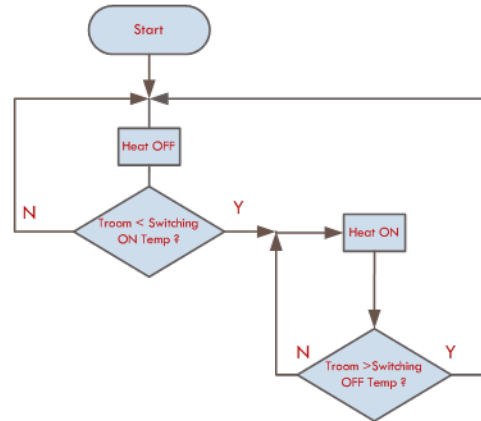 Start
Heat OFF
Troom < Switching
ON Temp ?
N
Y
Heat ON
Troom >Switching
OFF Temp ?
N
Y